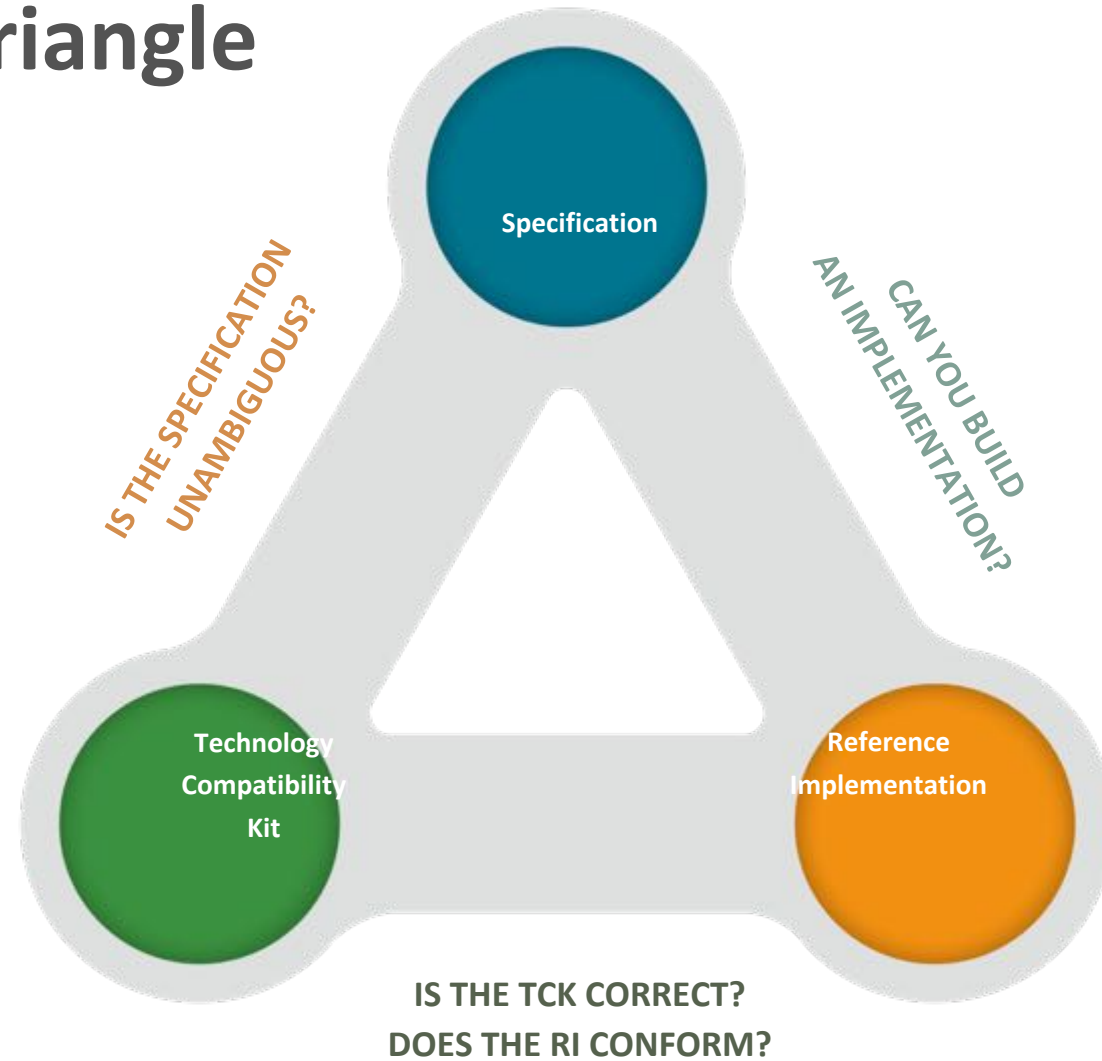 riangle
Specification
IS THE SPECIFICATION
UNAMBIGUOUS?
CAN YOU BUILD
AN IMPLEMENTATION?
Technology
Compatibility
Kit
Reference
Implementation
IS THE TCK CORRECT?
DOES THE RI CONFORM?